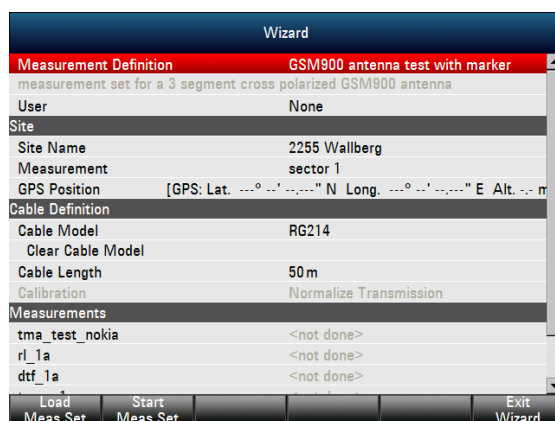 Wizard
Measurement Definition GSM900 antenna test with marker
measurement set for a 3 segment cross polarized GSM900 antenna
User None
Site
Site Name 2255 Wallberg
Measurement sector 1
GPS Position [GPS: Lat. ---° --' --.---" N Long. ---° --' --.---" E Alt. -.- m
Cable Definition
Cable Model RG214
Clear Cable Model
Cable Length 50 m
Calibration Normalize Transmission
Measurements
tma_test_nokia <not done>
rl_1a <not done>
dtf_1a <not done>
Load Start Exit
Meas Set Meas Set Wizard